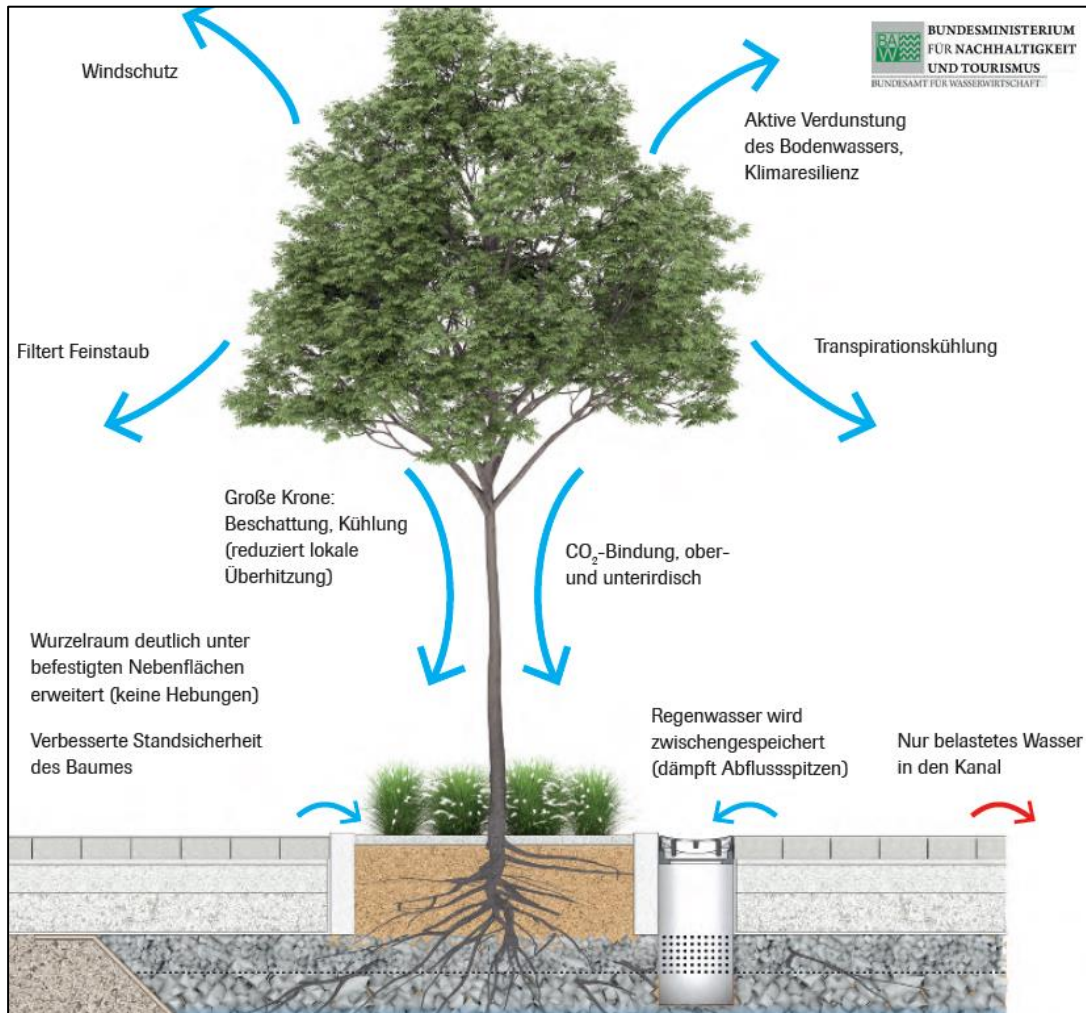 BUNDESMINISTERIUM
FÜR NACHHALTIGKEIT
UND TOURISMUS
BAW
BUNDESAMT FÜR WASSERWIRTSCHAFT
Windschutz
Aktive Verdunstung
des Bodenwassers,
Klimaresilienz
Filtert Feinstaub
Transpirationskühlung
Große Krone:
Beschattung, Kühlung
(reduziert lokale
Überhitzung)
CO₂-Bindung, ober-
und unterirdisch
Wurzelraum deutlich unter
befestigten Nebenflächen
erweitert (keine Hebungen)
Verbesserte Standsicherheit
des Baumes
Regenwasser wird
zwischengespeichert
(dämpft Abflussspitzen)
Nur belastetes Wasser
in den Kanal